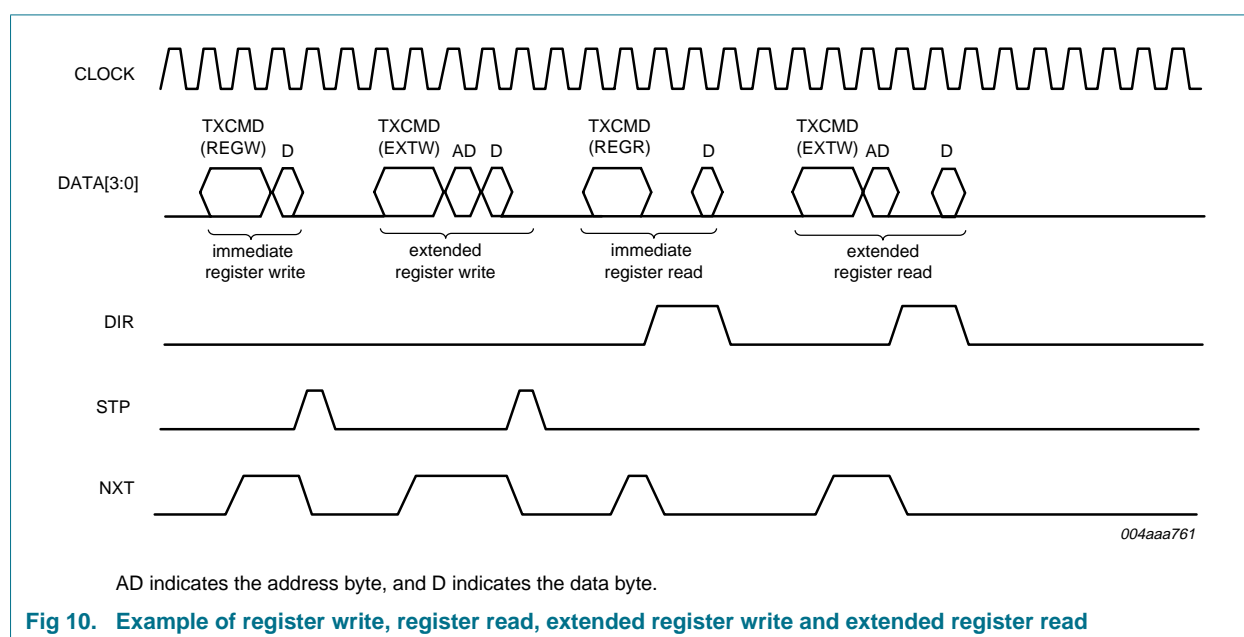 CLOCK
TXCMD TXCMD TXCMD TXCMD
(REGW) D (EXTW) AD D (REGR) D (EXTW) AD D
DATA[3:0]
immediate extended immediate extended
register write register write register read register read
DIR
STP
NXT
004aaa761
AD indicates the address byte, and D indicates the data byte.
Fig 10. Example of register write, register read, extended register write and extended register read